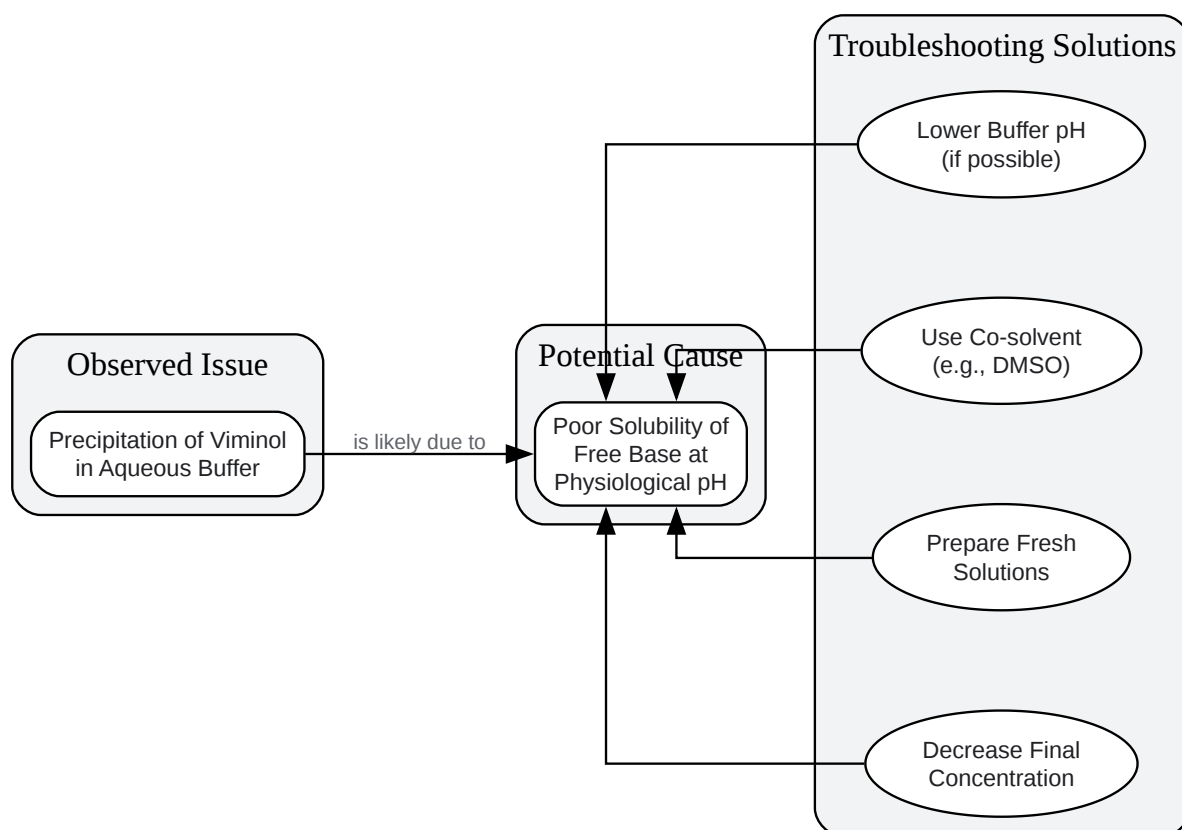 Observed Issue
Precipitation of Viminol
in Aqueous Buffer
is likely due to
Potential Cause
Poor Solubility of
Free Base at
Physiological pH
Troubleshooting Solutions
Lower Buffer pH
(if possible)
Use Co-solvent
(e.g., DMSO)
Prepare Fresh
Solutions
Decrease Final
Concentration